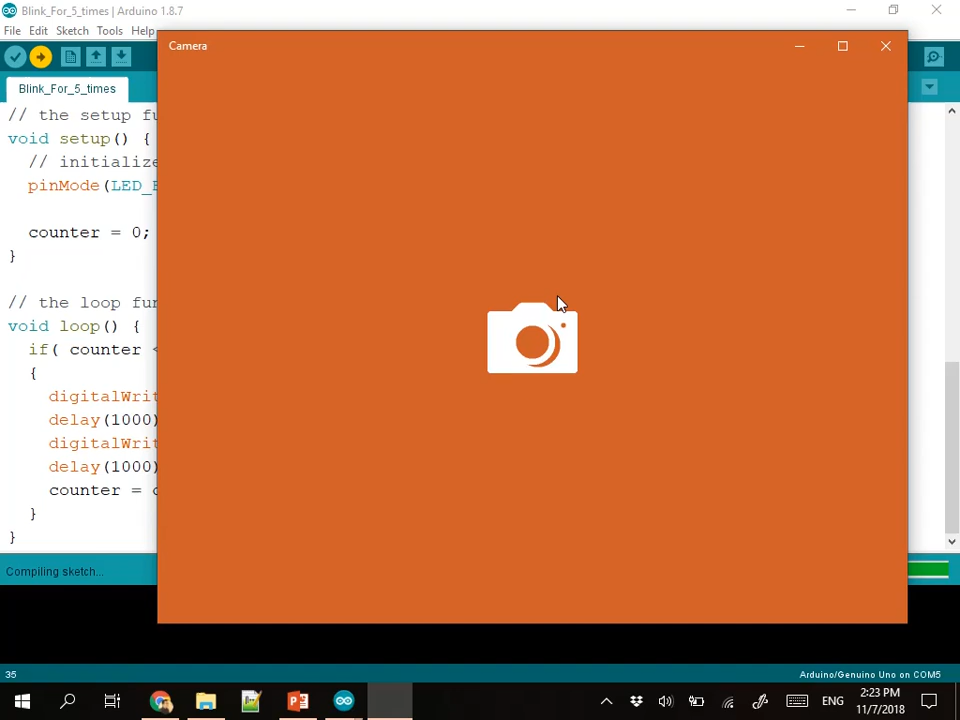 Blink_For_5_times | Arduino 1.8.7
File Edit Sketch Tools Help
Camera
Blink_For_5_times
// the setup fu
void setup() {
// initialize
pinMode(LED_
counter = 0;
}
// the loop fun
void loop() {
if( counter <
{
digitalWrit
delay(1000)
digitalWrit
delay(1000)
counter = c
}
}
Compiling sketch...
35
Arduino/Genuino Uno on COM5
ENG
2:23 PM
11/7/2018